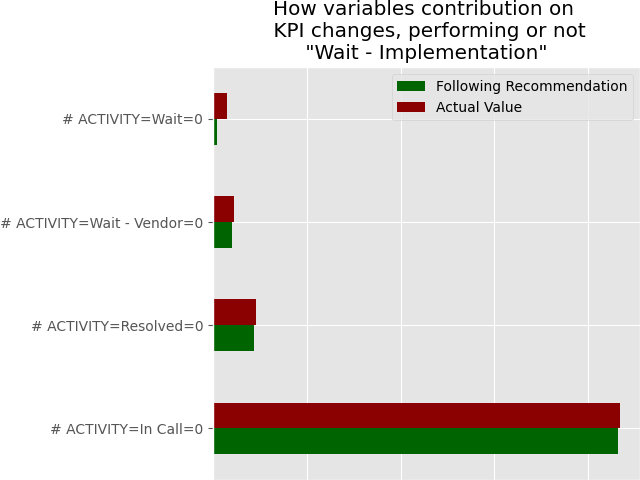 How variables contribution on
KPI changes, performing or not
"Wait - Implementation"
Following Recommendation
Actual Value
# ACTIVITY=Wait=0
# ACTIVITY=Wait - Vendor=0
# ACTIVITY=Resolved=0
# ACTIVITY=In Call=0